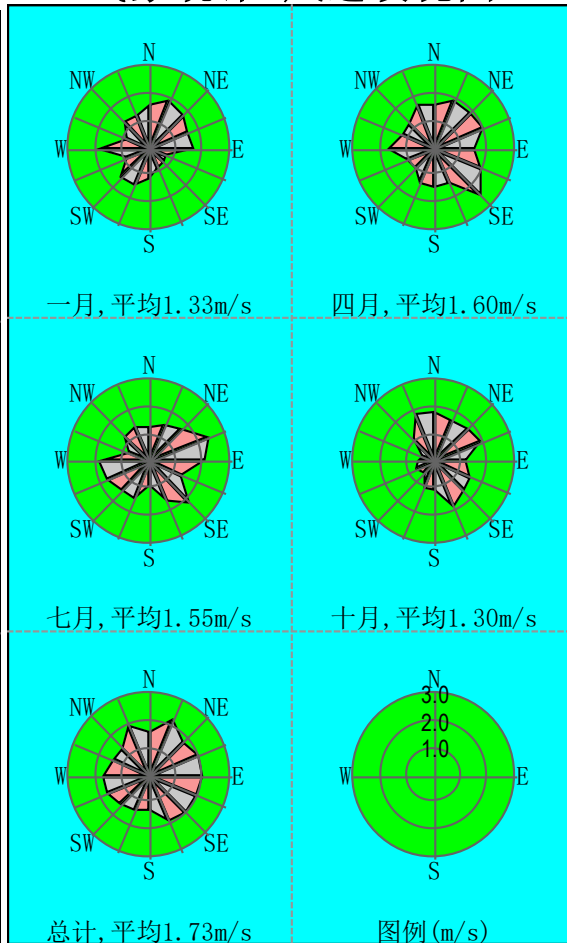 N
NW NE
W E
SW SE
S
一月,平均1.33m/s
N
NW NE
W E
SW SE
S
四月,平均1.60m/s
N
NW NE
W E
SW SE
S
七月,平均1.55m/s
N
NW NE
W E
SW SE
S
十月,平均1.30m/s
N
NW NE
W E
SW SE
S
总计,平均1.73m/s
N
3.0
2.0
1.0
W E
S
图例(m/s)